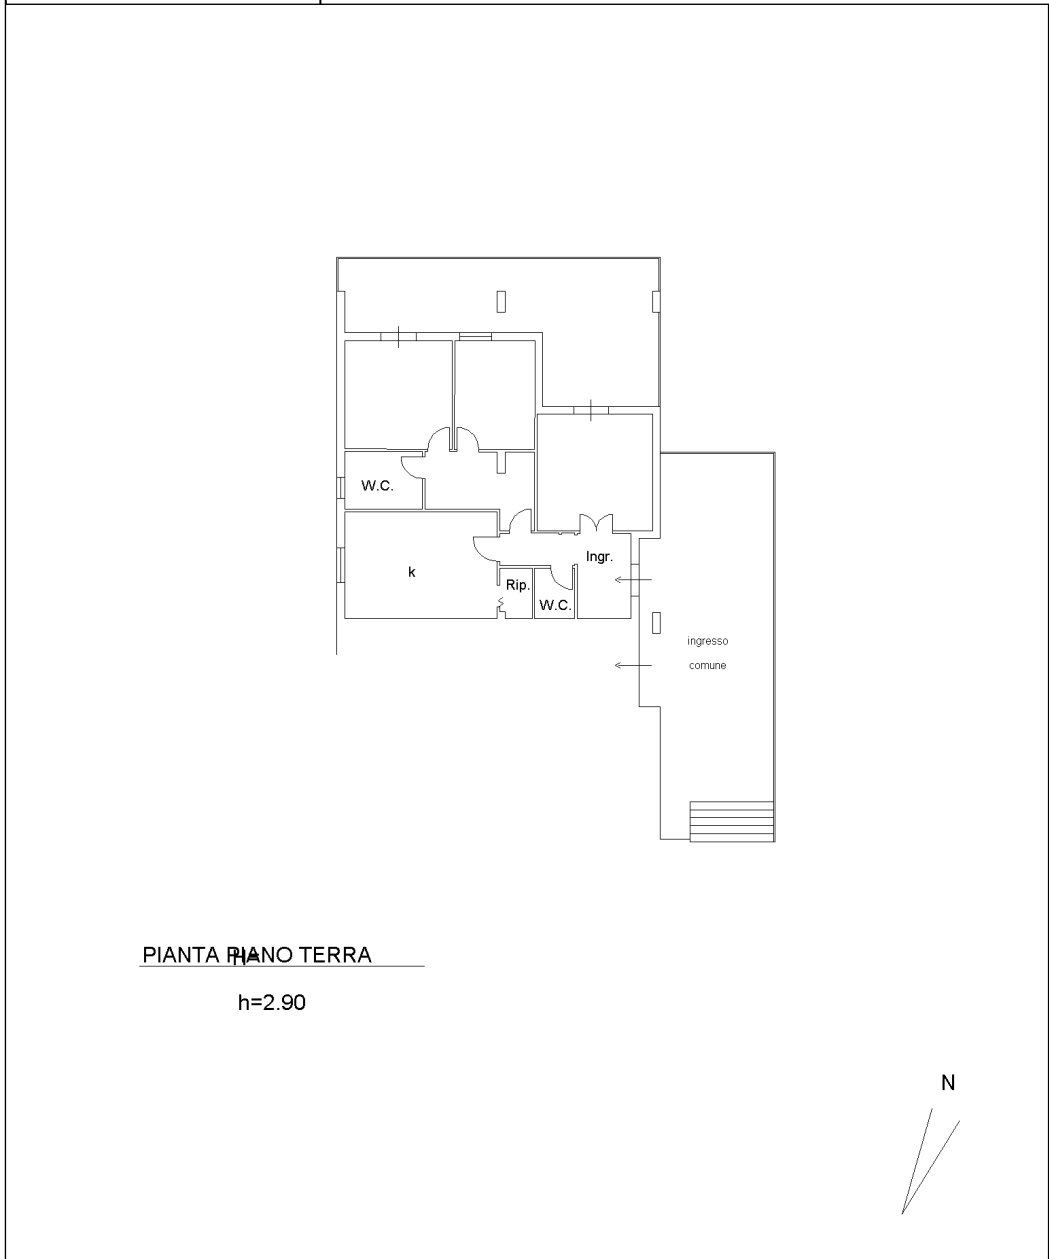 W.C.
k
Ingr.
Rip.
W.C.
ingresso
comune
PIANTA PIANO TERRA
H=
h=2.90
N